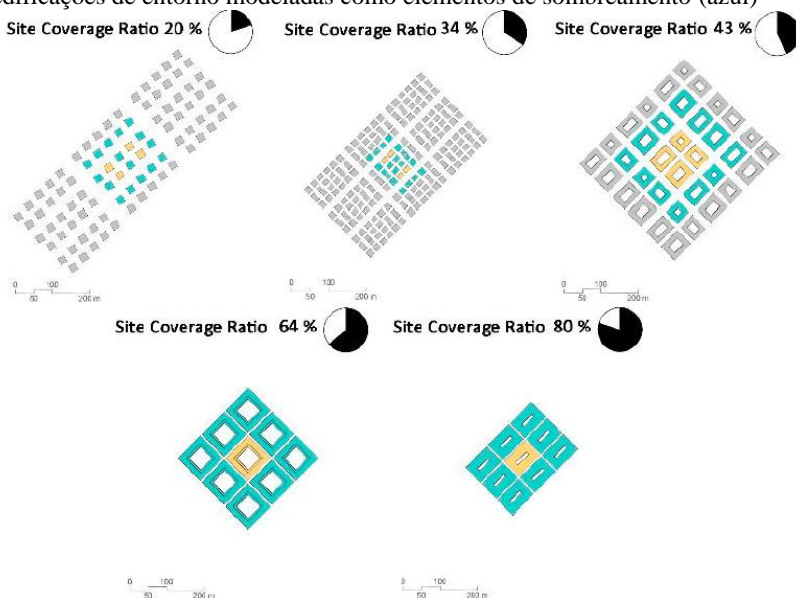 edificações de entorno modeladas como elementos de sombreamento (azul)
Site Coverage Ratio 20 %
Site Coverage Ratio 34 %
Site Coverage Ratio 43 %
0 100
50 200 m
0 100
50 200 m
0 100
50 200 m
Site Coverage Ratio 64 %
Site Coverage Ratio 80 %
0 100
50 200 m
0 100
50 200 m